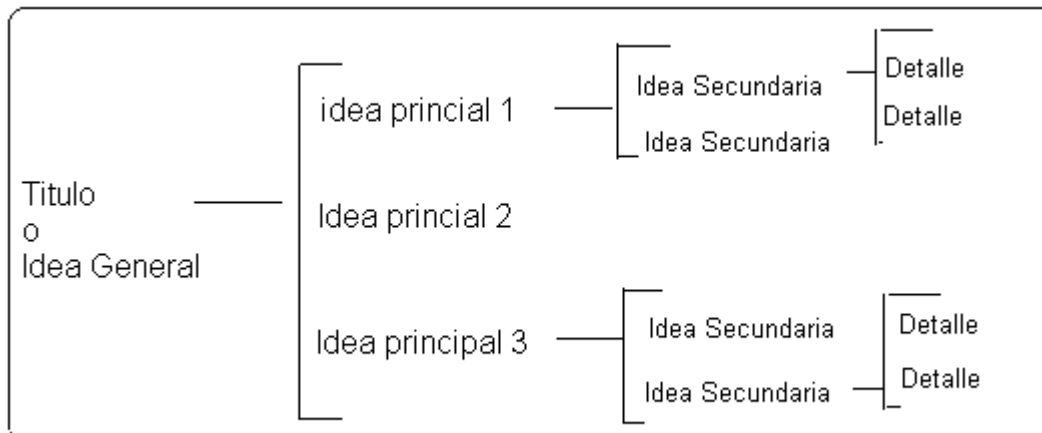 Titulo
o
Idea General
idea princial 1
Idea Secundaria
Detalle
Detalle
Idea Secundaria
Idea princial 2
Idea principal 3
Idea Secundaria
Idea Secundaria
Detalle
Detalle